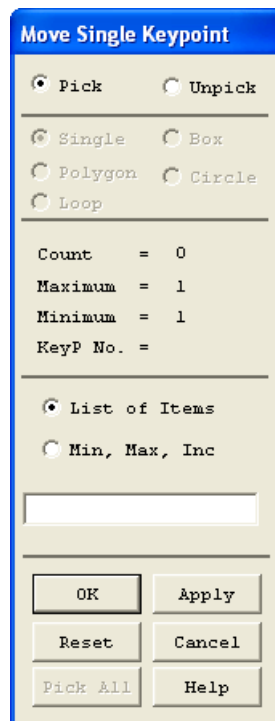 Move Single Keypoint
Pick Unpick
Single Box
Polygon Circle
Loop
Count = 0
Maximum = 1
Minimum = 1
KeyP No. =
List of Items
Min, Max, Inc
OK Apply
Reset Cancel
Pick All Help